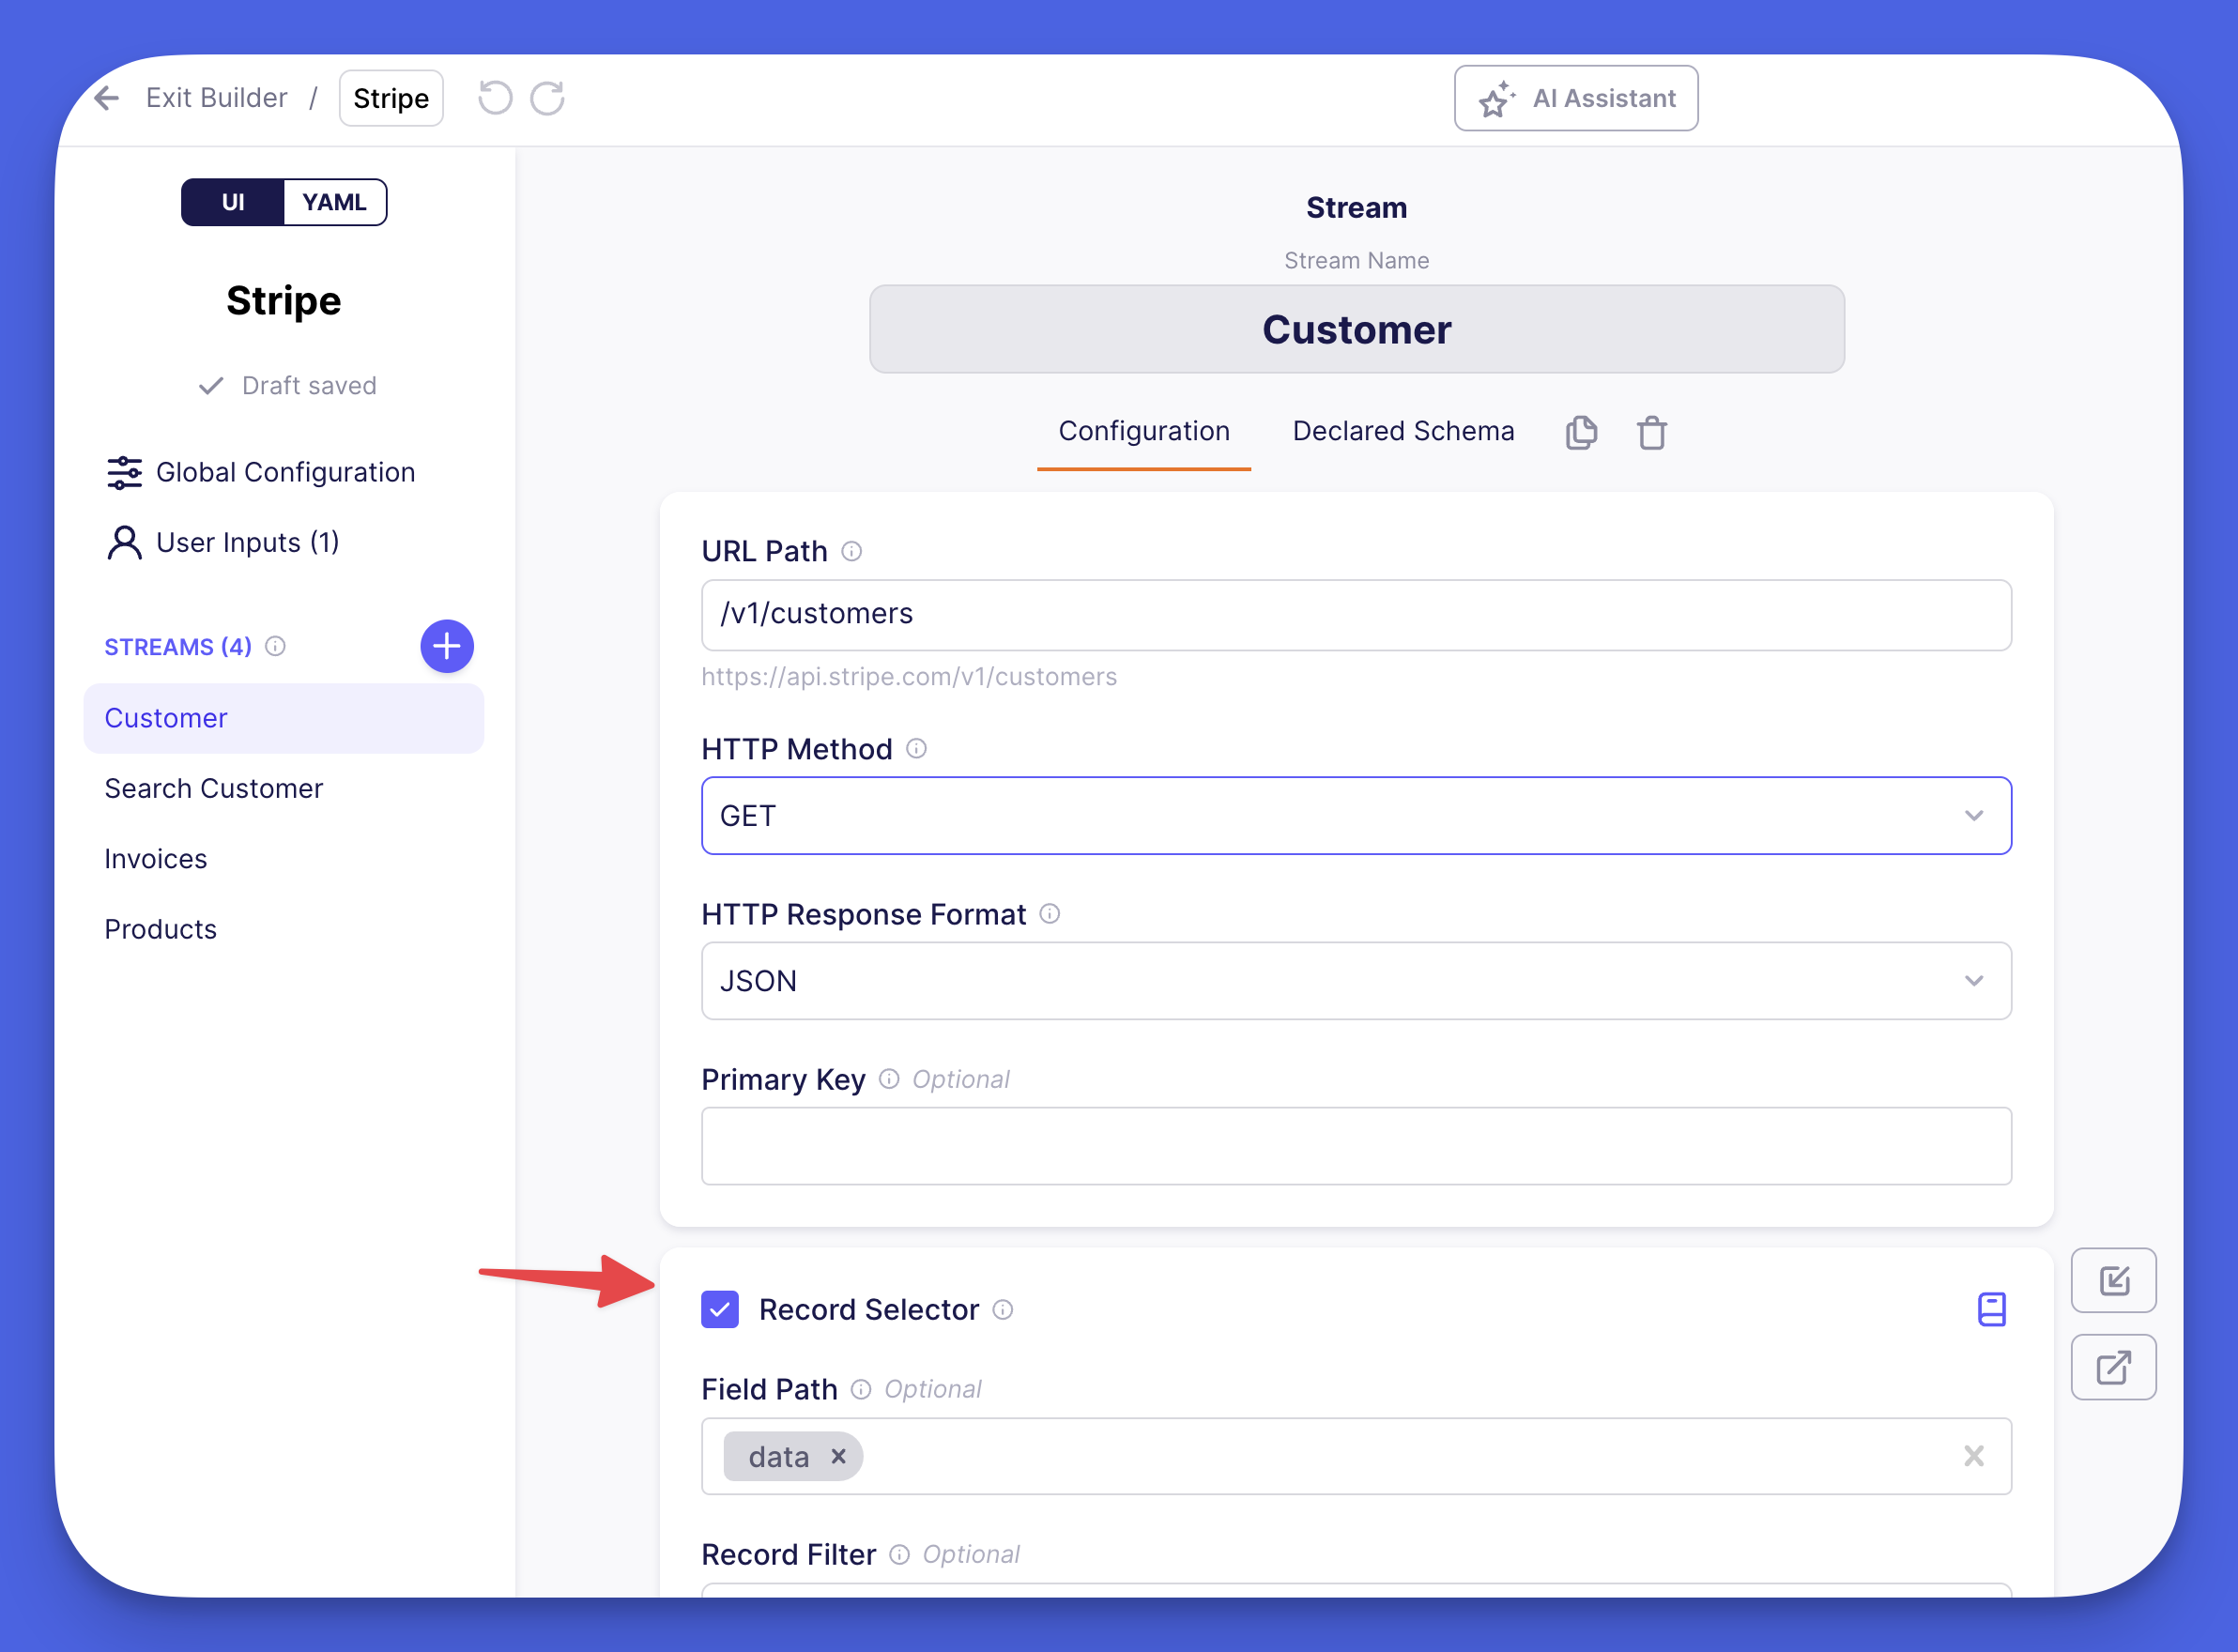 Exit Builder / Stripe
AI Assistant
UI YAML
Stripe
Draft saved
Global Configuration
User Inputs (1)
STREAMS (4)
Customer
Search Customer
Invoices
Products
Stream
Stream Name
Customer
Configuration Declared Schema
URL Path
/v1/customers
https://api.stripe.com/v1/customers
HTTP Method
GET
HTTP Response Format
JSON
Primary Key Optional
Record Selector
Field Path Optional
data
Record Filter Optional